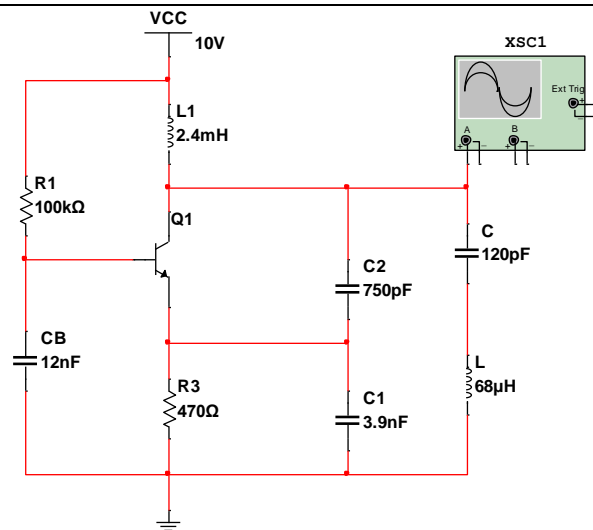 VCC
10V
XSC1
Ext Trig
+
_
A
B
+
_
+
_
L1
2.4mH
R1
100kΩ
Q1
C
120pF
C2
750pF
CB
12nF
R3
470Ω
C1
3.9nF
L
68µH